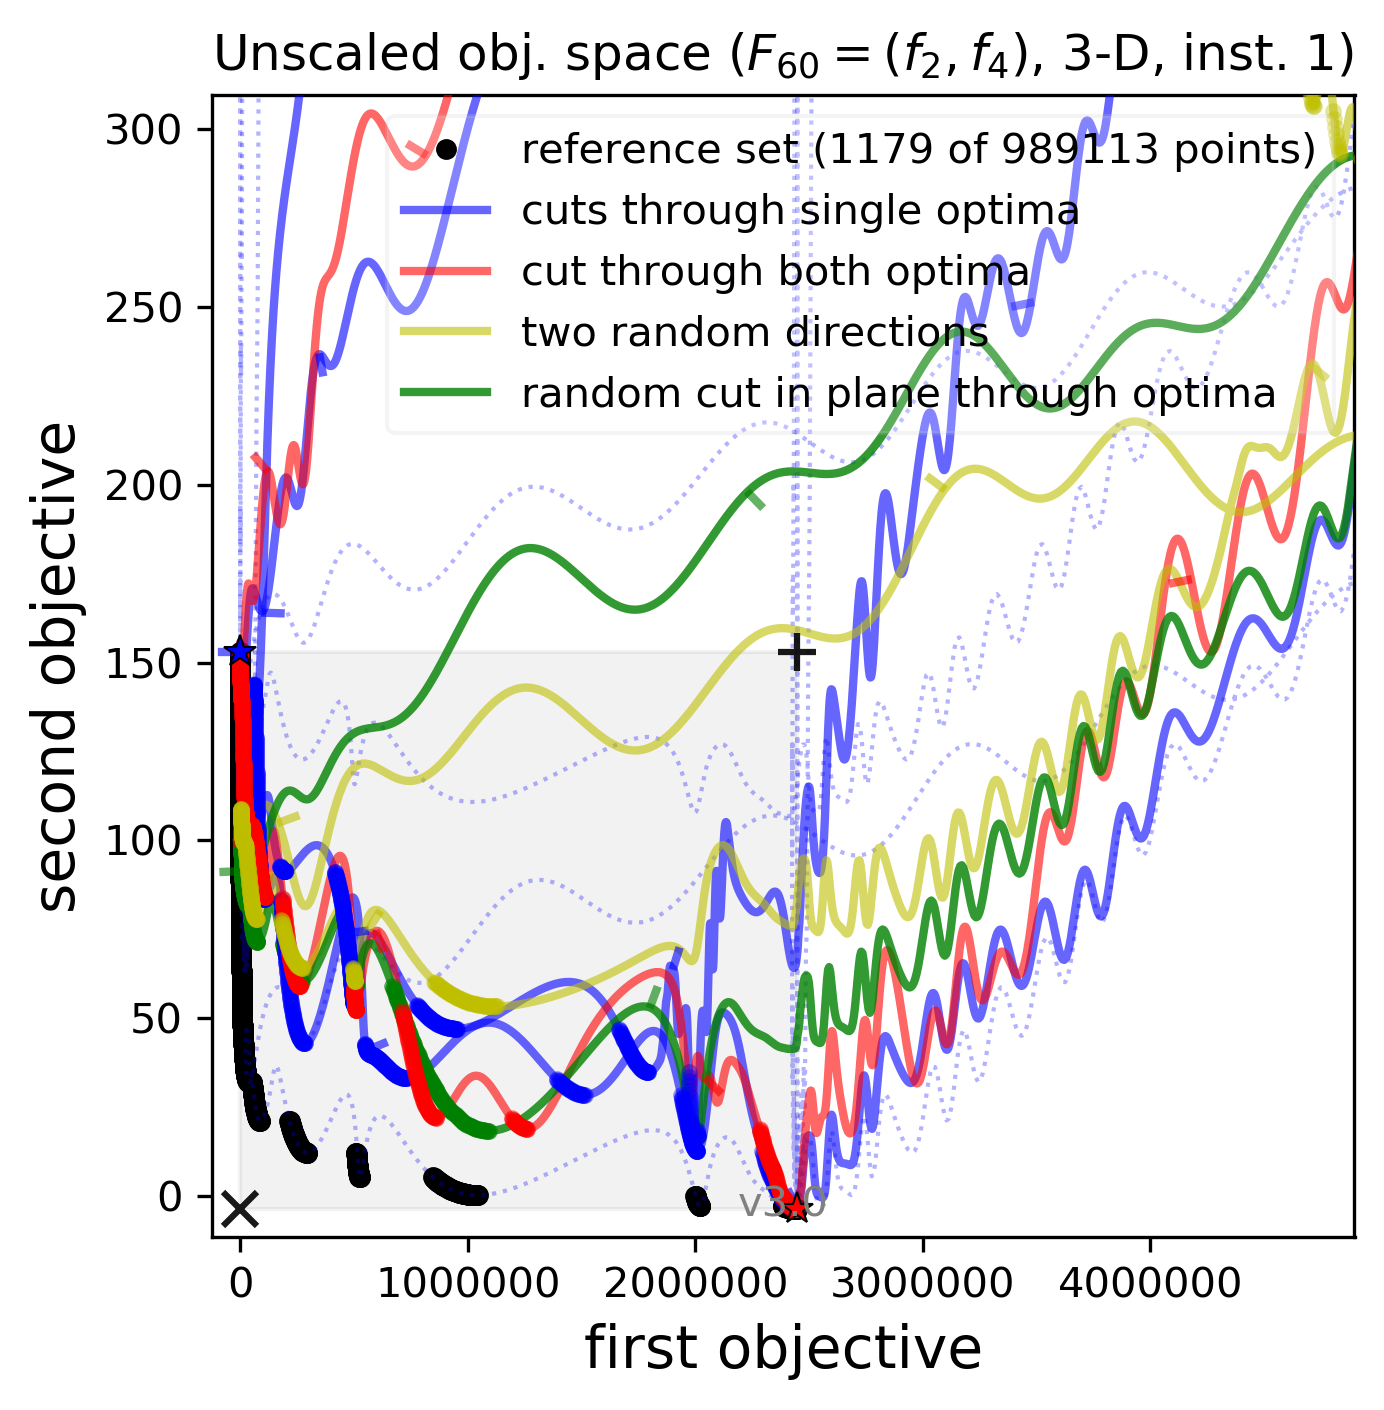 Unscaled obj. space (F₆₀ = (f₂, f₄), 3-D, inst. 1)
reference set (1179 of 989113 points)
cuts through single optima
cut through both optima
two random directions
random cut in plane through optima
300
250
200
150
100
50
0
second objective
v3.0
0 1000000 2000000 3000000 4000000
first objective